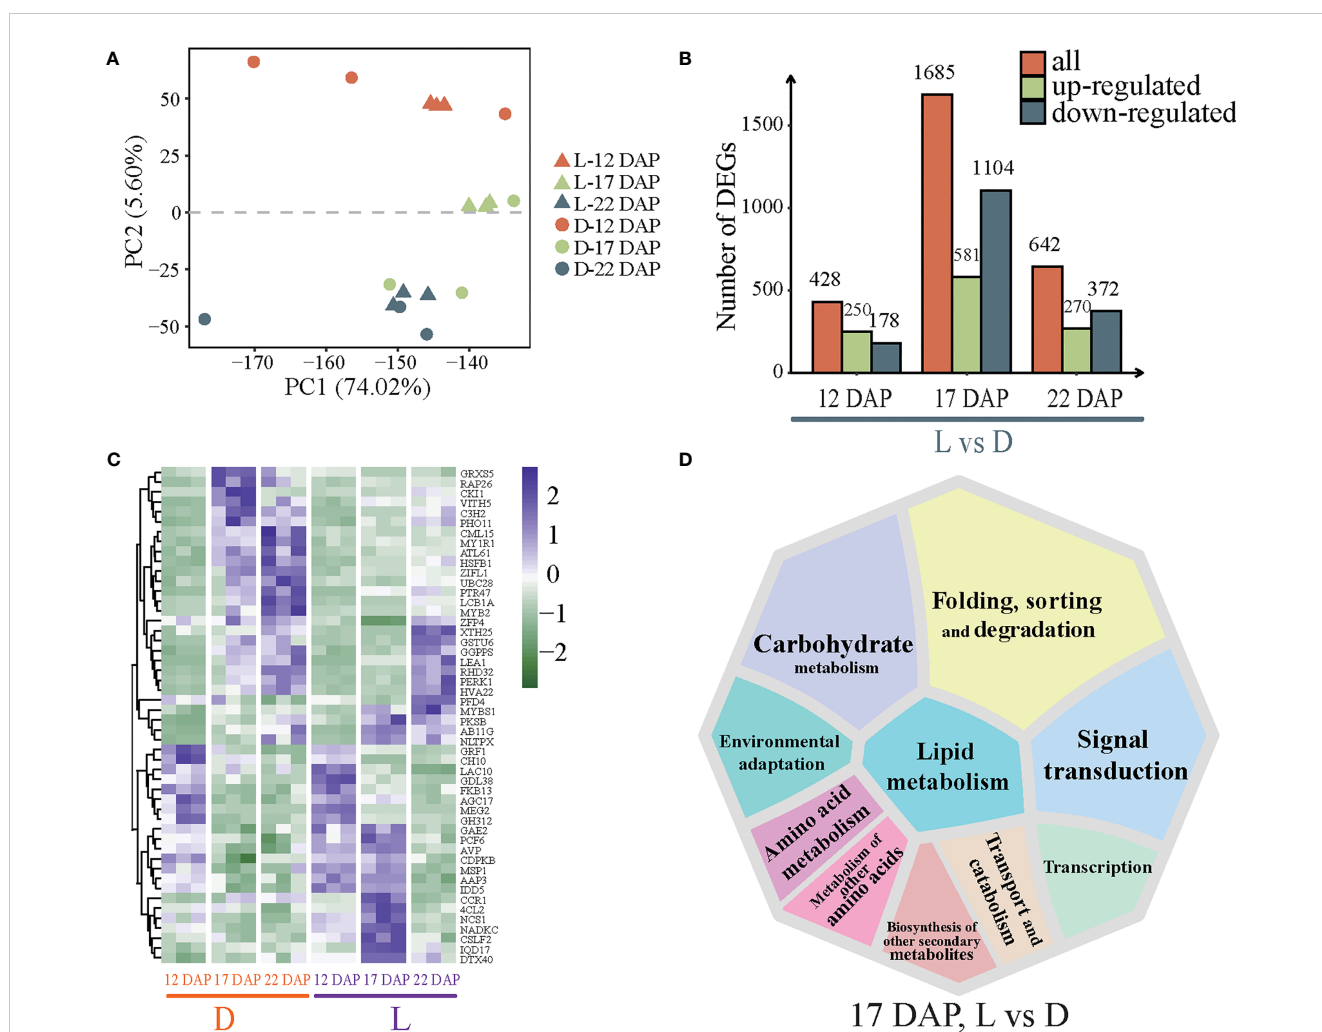 A
50
25
0
−25
−50
PC2 (5.60%)
−170
−160
−150
−140
PC1 (74.02%)
L-12 DAP
L-17 DAP
L-22 DAP
D-12 DAP
D-17 DAP
D-22 DAP
B
all
up-regulated
down-regulated
Number of DEGs
1500
1000
500
0
428
250
178
1685
581
1104
642
270
372
12 DAP
17 DAP
22 DAP
L vs D
C
GRXS5
RAP26
CKI1
VITH5
C3H2
PHO11
CML15
MY1R1
ATL61
HSFB1
ZIFL1
UBC28
PTR47
LCB1A
MYB2
ZFP4
XTH25
GSTU6
GGPPS
LEA1
RHD32
PERK1
HVA22
PFD4
MYBS1
PKSB
AB11G
NLTPX
GRF1
CH10
LAC10
GDL38
FKB13
AGC17
MEG2
GH312
GAE2
PCF6
AVP
CDPKB
MSP1
AAP3
IDD5
CCR1
4CL2
NCS1
NADKC
CSLF2
IQD17
DTX40
2
1
0
−1
−2
12 DAP 17 DAP 22 DAP 12 DAP 17 DAP 22 DAP
D
L
D
Folding, sorting
and degradation
Carbohydrate
metabolism
Environmental
adaptation
Lipid
metabolism
Signal
transduction
Amino acid
metabolism
Metabolism of
other
amino acids
Biosynthesis of
other secondary
metabolites
Transport and
catabolism
Transcription
17 DAP, L vs D